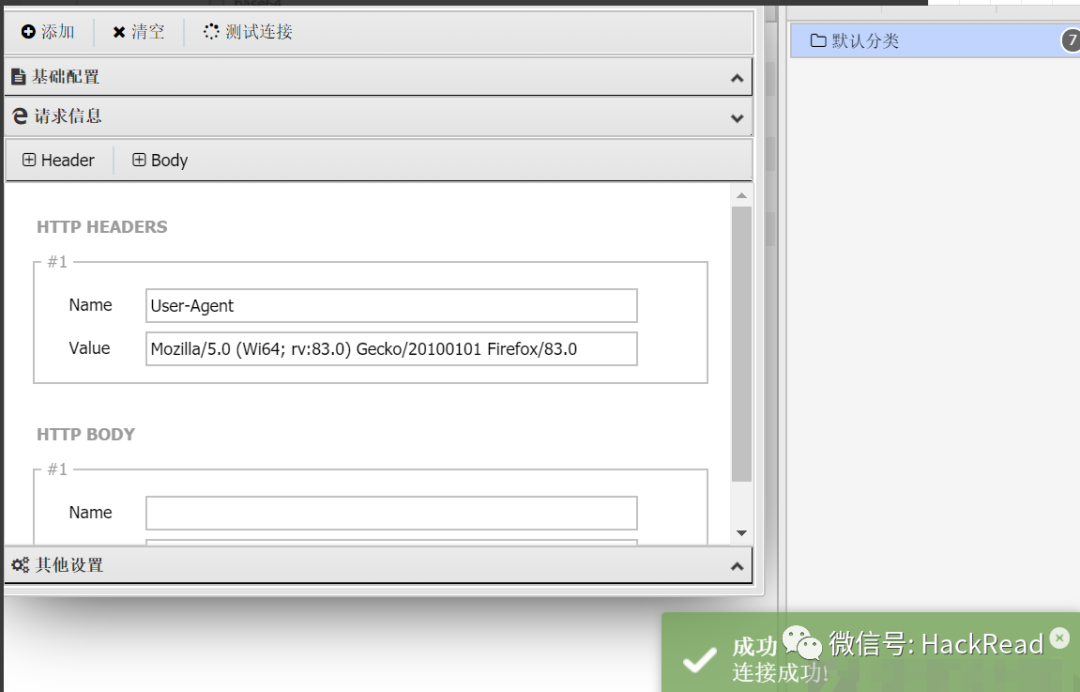 添加 清空 测试连接
默认分类 7
基础配置
请求信息
Header Body
HTTP HEADERS
#1
Name User-Agent
Value Mozilla/5.0 (Wi64; rv:83.0) Gecko/20100101 Firefox/83.0
HTTP BODY
#1
Name
其他设置
成功 微信号: HackRead
连接成功!